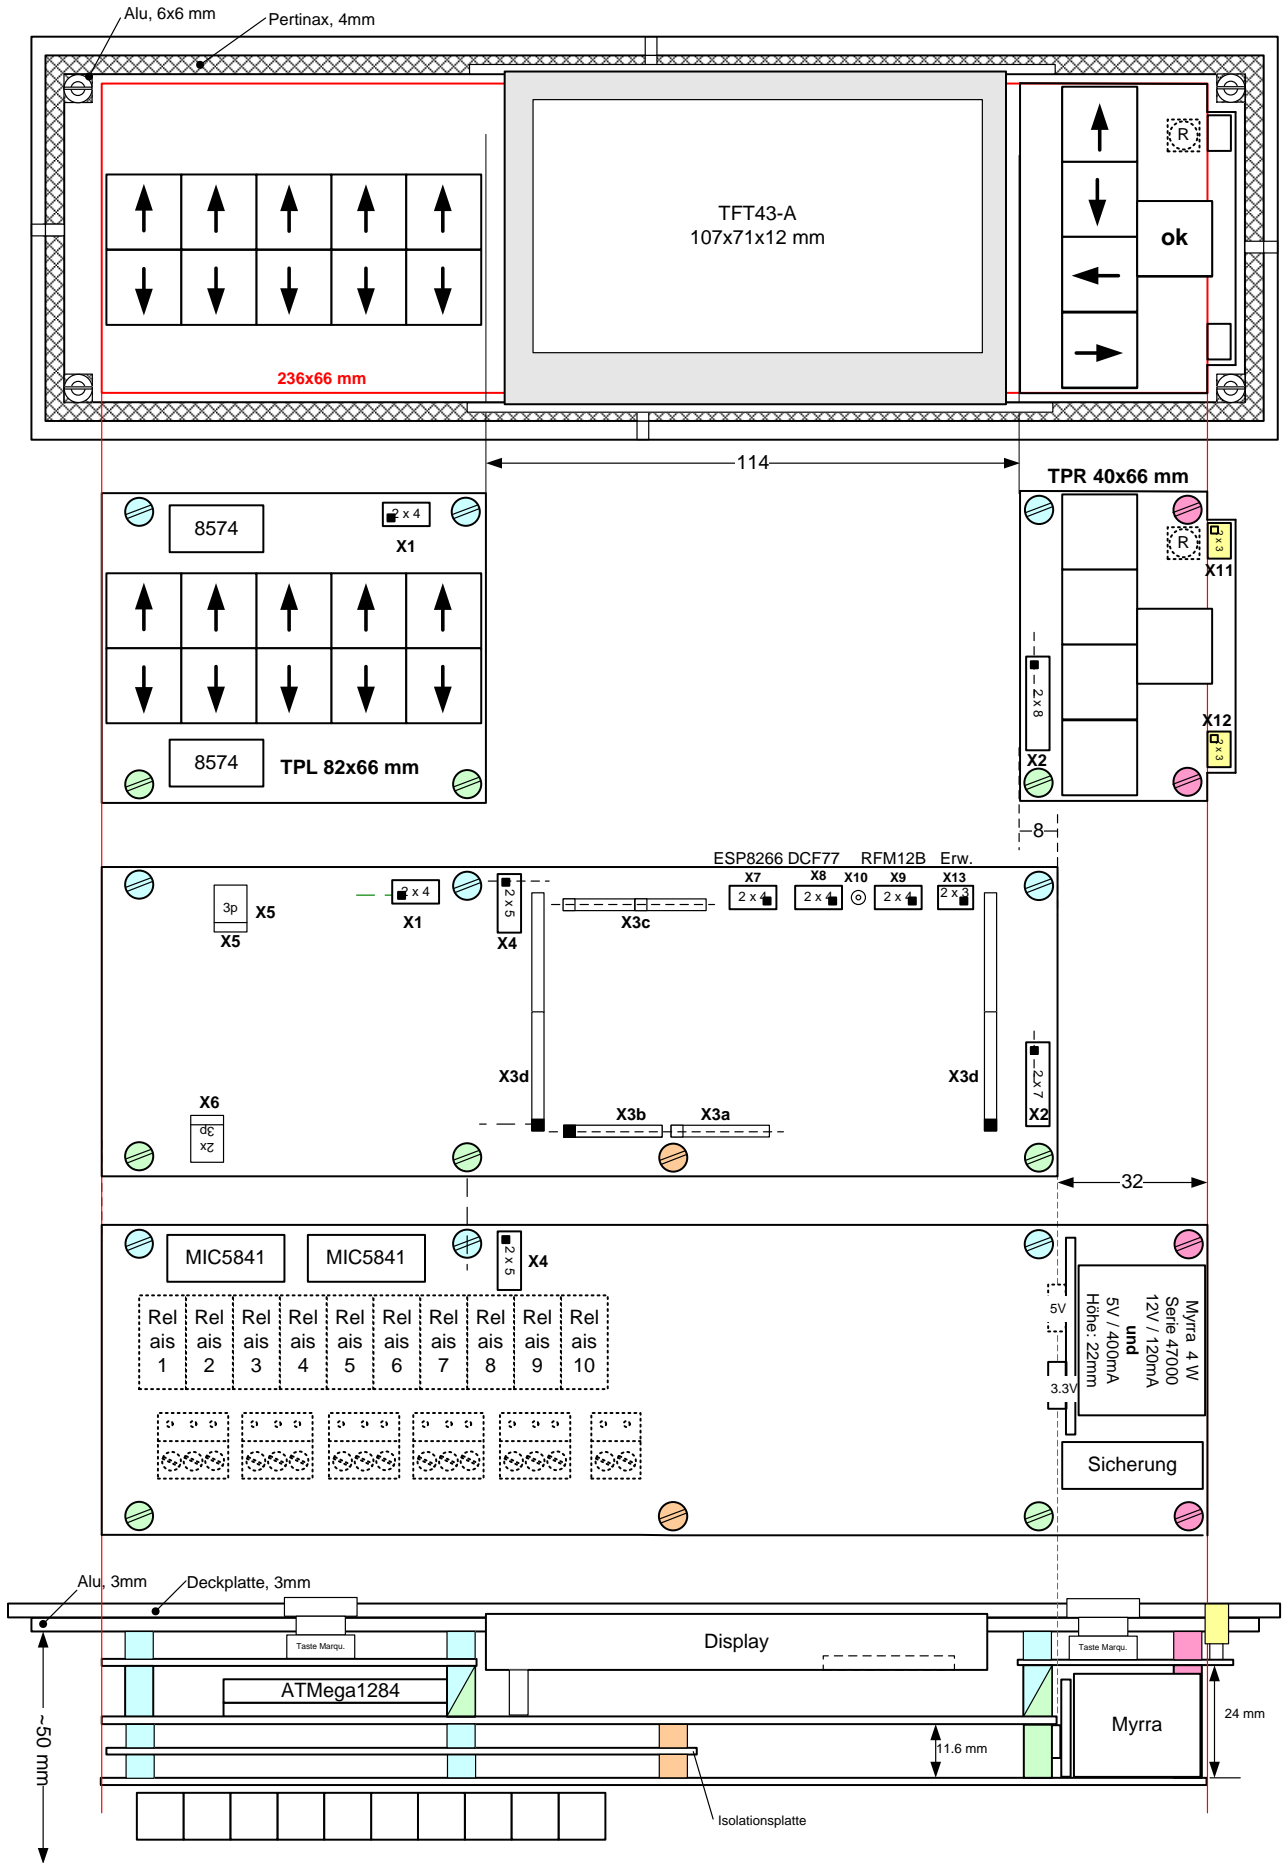 Alu, 6x6 mm
Pertinax, 4mm
R
TFT43-A
107x71x12 mm
ok
236x66 mm
114
TPR 40x66 mm
8574
2 x 4
X1
R
2 x 3
X11
2 x 8
X12
2 x 3
X2
8574
TPL 82x66 mm
8
ESP8266 DCF77 RFM12B Erw.
X7 X8 X10 X9 X13
3p
X5
X5
2 x 4
X1
2 x 5
X4
X3c
2 x 4
2 x 4
2 x 4
2 x 3
X3d
X3d
2 x 7
X2
X6
2x
3p
X3b
X3a
32
MIC5841
MIC5841
2 x 5
X4
Rel
ais
1
Rel
ais
2
Rel
ais
3
Rel
ais
4
Rel
ais
5
Rel
ais
6
Rel
ais
7
Rel
ais
8
Rel
ais
9
Rel
ais
10
5V
3.3V
Myrra 4 W
Serie 47000
12V / 120mA
und
5V / 400mA
Höhe: 22mm
Sicherung
Alu, 3mm
Deckplatte, 3mm
Taste Marqu.
Display
Taste Marqu.
ATMega1284
Myrra
24 mm
11.6 mm
~50 mm
Isolationsplatte